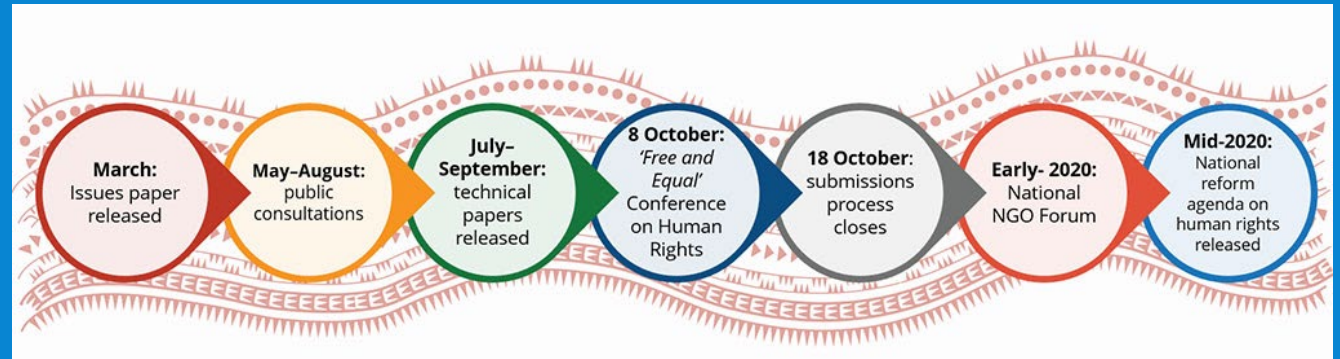 March:
Issues paper
released
May–August:
public
consultations
July–
September:
technical
papers
released
8 October:
‘Free and
Equal’
Conference
on Human
Rights
18 October:
submissions
process
closes
Early- 2020:
National
NGO Forum
Mid-2020:
National
reform
agenda on
human rights
released